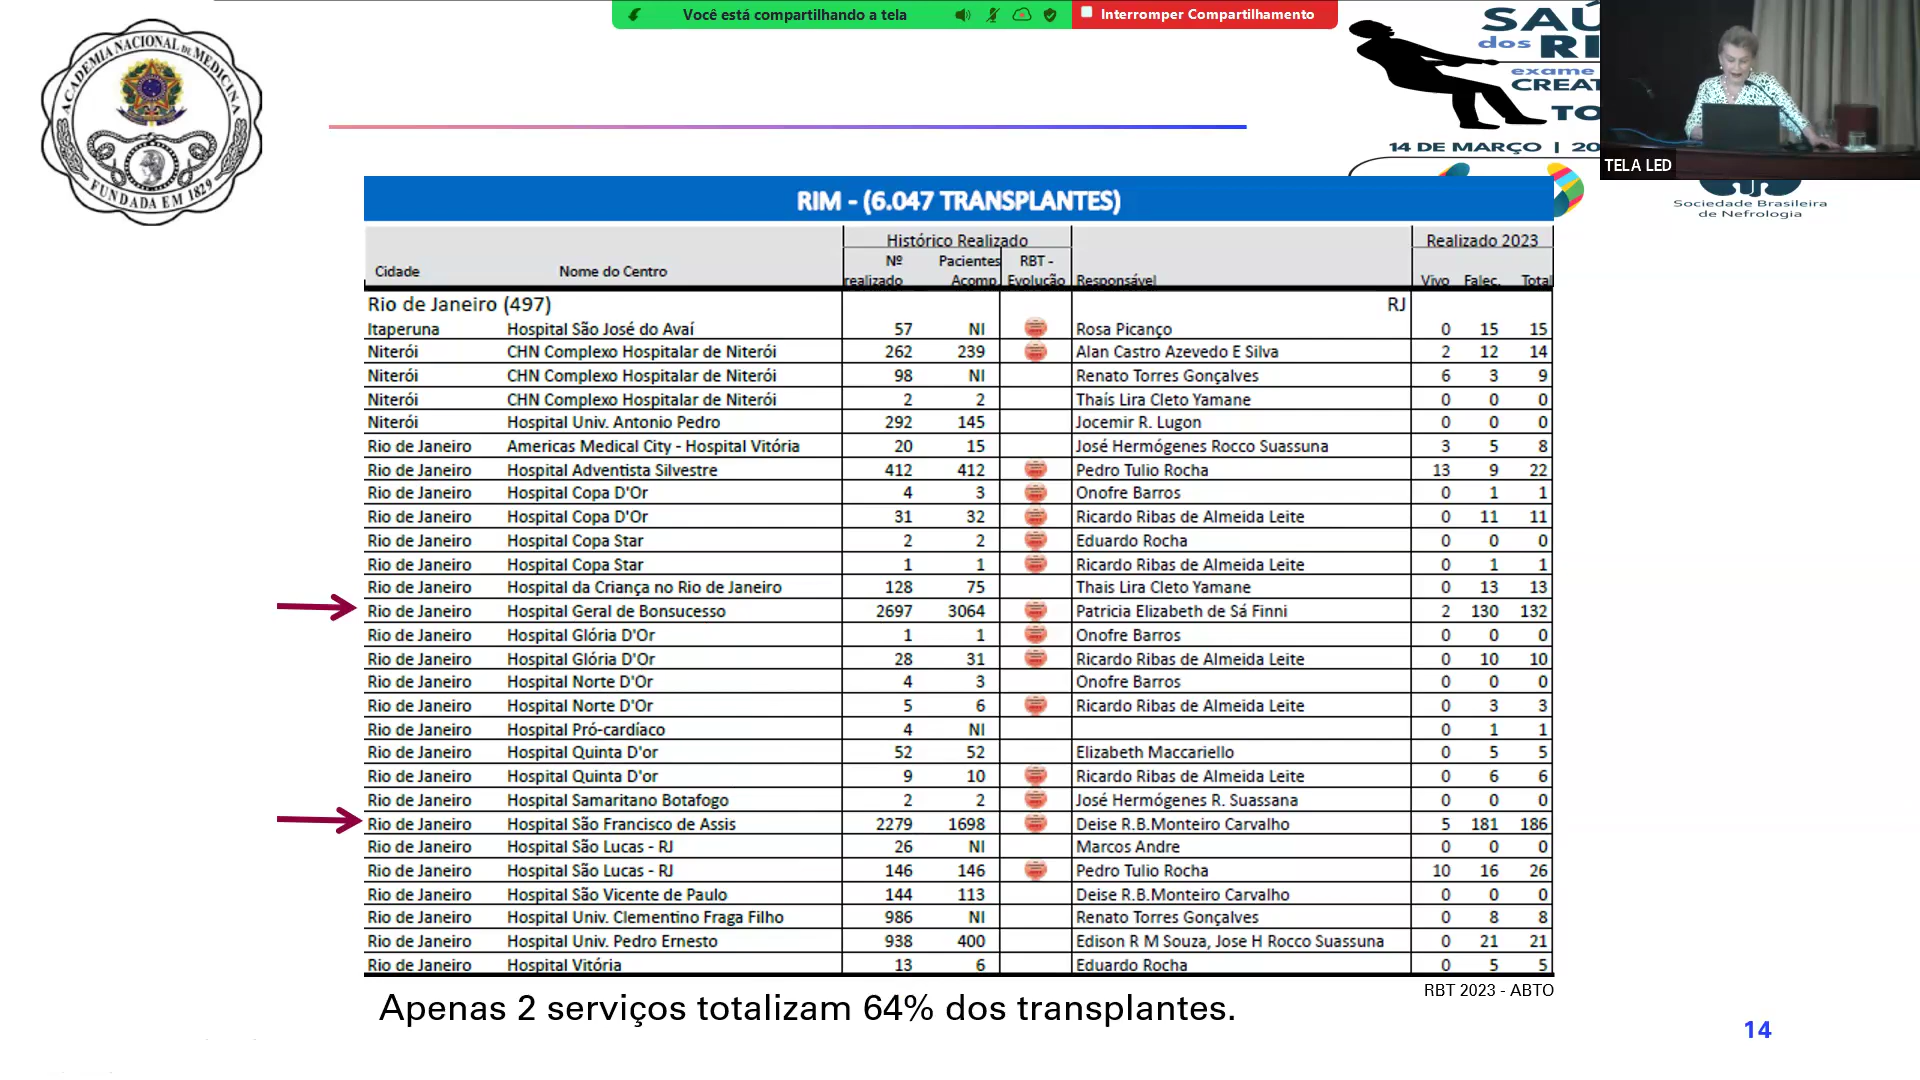 Você está compartilhando a tela
Interromper Compartilhamento
ACADEMIA NACIONAL DE MEDICINA
FUNDADA EM 1829
SAÚ
dos RI
exame
CREAT
TO
14 DE MARÇO | 20
TELA LED
Sociedade Brasileira
de Nefrologia
RIM - (6.047 TRANSPLANTES)
Histórico Realizado Realizado 2023
Cidade Nome do Centro Nº realizado Pacientes Acomp. RBT - Evolução Responsável Vivo Falec. Total
Rio de Janeiro (497) RJ
Itaperuna Hospital São José do Avaí 57 NI Rosa Picanço 0 15 15
Niterói CHN Complexo Hospitalar de Niterói 262 239 Alan Castro Azevedo E Silva 2 12 14
Niterói CHN Complexo Hospitalar de Niterói 98 NI Renato Torres Gonçalves 6 3 9
Niterói CHN Complexo Hospitalar de Niterói 2 2 Thaís Lira Cleto Yamane 0 0 0
Niterói Hospital Univ. Antonio Pedro 292 145 Jocemir R. Lugon 0 0 0
Rio de Janeiro Americas Medical City - Hospital Vitória 20 15 José Hermógenes Rocco Suassuna 3 5 8
Rio de Janeiro Hospital Adventista Silvestre 412 412 Pedro Tulio Rocha 13 9 22
Rio de Janeiro Hospital Copa D'Or 4 3 Onofre Barros 0 1 1
Rio de Janeiro Hospital Copa D'Or 31 32 Ricardo Ribas de Almeida Leite 0 11 11
Rio de Janeiro Hospital Copa Star 2 2 Eduardo Rocha 0 0 0
Rio de Janeiro Hospital Copa Star 1 1 Ricardo Ribas de Almeida Leite 0 1 1
Rio de Janeiro Hospital da Criança no Rio de Janeiro 128 75 Thais Lira Cleto Yamane 0 13 13
Rio de Janeiro Hospital Geral de Bonsucesso 2697 3064 Patricia Elizabeth de Sá Finni 2 130 132
Rio de Janeiro Hospital Glória D'Or 1 1 Onofre Barros 0 0 0
Rio de Janeiro Hospital Glória D'Or 28 31 Ricardo Ribas de Almeida Leite 0 10 10
Rio de Janeiro Hospital Norte D'Or 4 3 Onofre Barros 0 0 0
Rio de Janeiro Hospital Norte D'Or 5 6 Ricardo Ribas de Almeida Leite 0 3 3
Rio de Janeiro Hospital Pró-cardíaco 4 NI 0 1 1
Rio de Janeiro Hospital Quinta D'or 52 52 Elizabeth Maccariello 0 5 5
Rio de Janeiro Hospital Quinta D'or 9 10 Ricardo Ribas de Almeida Leite 0 6 6
Rio de Janeiro Hospital Samaritano Botafogo 2 2 José Hermógenes R. Suassana 0 0 0
Rio de Janeiro Hospital São Francisco de Assis 2279 1698 Deise R.B.Monteiro Carvalho 5 181 186
Rio de Janeiro Hospital São Lucas - RJ 26 NI Marcos Andre 0 0 0
Rio de Janeiro Hospital São Lucas - RJ 146 146 Pedro Tulio Rocha 10 16 26
Rio de Janeiro Hospital São Vicente de Paulo 144 113 Deise R.B.Monteiro Carvalho 0 0 0
Rio de Janeiro Hospital Univ. Clementino Fraga Filho 986 NI Renato Torres Gonçalves 0 8 8
Rio de Janeiro Hospital Univ. Pedro Ernesto 938 400 Edison R M Souza, Jose H Rocco Suassuna 0 21 21
Rio de Janeiro Hospital Vitória 13 6 Eduardo Rocha 0 5 5
RBT 2023 - ABTO
Apenas 2 serviços totalizam 64% dos transplantes.
14